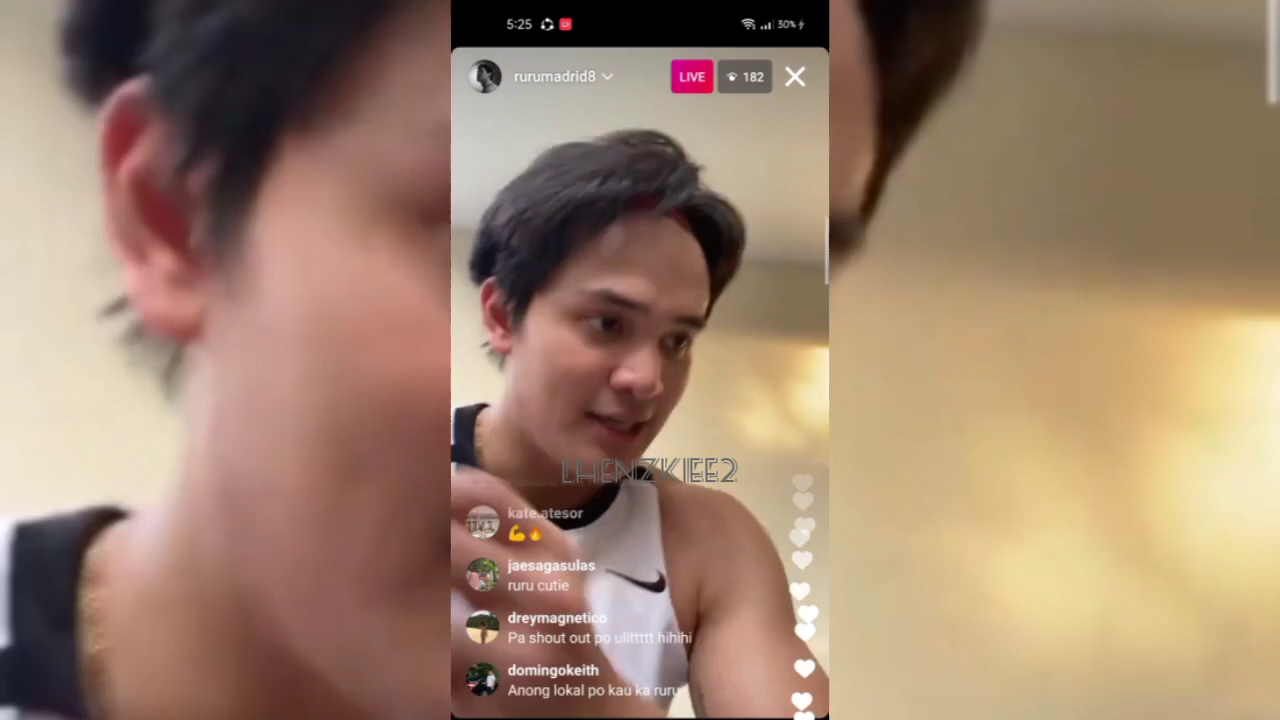 5:25
30%
rurumadrid8
LIVE
182
LHENZKIEE2
kate.atesor
💪🔥
jaesagasulas
ruru cutie
dreymagnetico
Pa shout out po ulittttt hihihi
domingokeith
Anong lokal po kau ka ruru